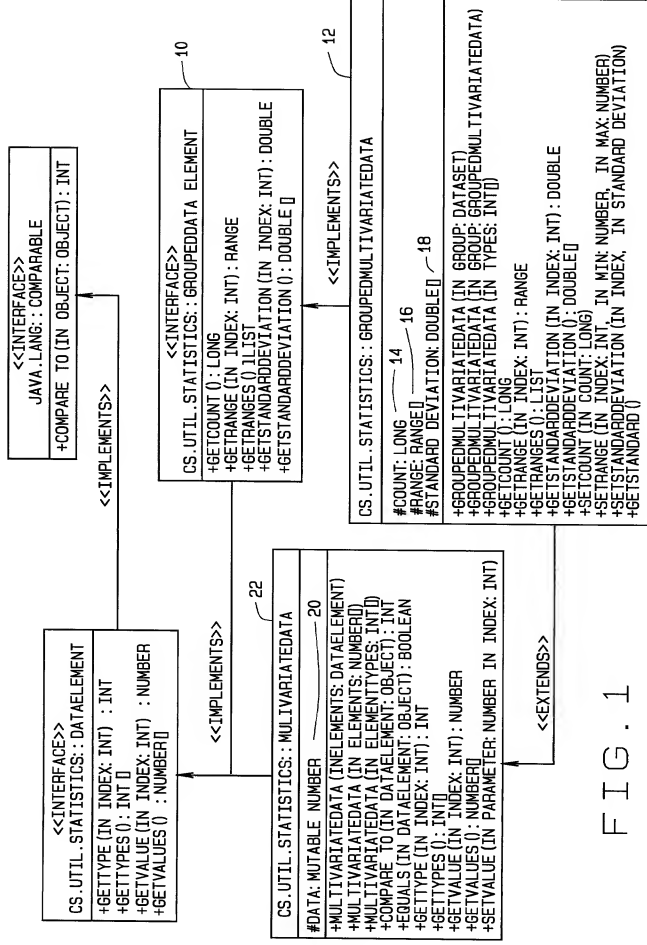 <<INTERFACE>>
JAVA.LANG::COMPARABLE
+COMPARE TO (IN OBJECT: OBJECT): INT
<<IMPLEMENTS>>
<<INTERFACE>>
CS.UTIL.STATISTICS::DATAELEMENT
+GETTYPE (IN INDEX: INT) : INT
+GETTYPES (): INT []
+GETVALUE (IN INDEX: INT) : NUMBER
+GETVALUES () : NUMBER[]
10
<<INTERFACE>>
CS.UTIL.STATISTICS::GROUPEDDATA ELEMENT
+GETCOUNT (): LONG
+GETRANGE (IN INDEX: INT): RANGE
+GETRANGES ()LIST
+GETSTANDARDDEVIATION (IN INDEX: INT): DOUBLE
+GETSTANDARDDEVIATION (): DOUBLE []
<<IMPLEMENTS>>
<<IMPLEMENTS>>
22
CS.UTIL.STATISTICS::MULIVARIATEDATA
#DATA: MUTABLE NUMBER
20
+MULTIVARIATEDATA (INELEMENTS: DATAELEMENT)
+MULTIVARIATEDATA (IN ELEMENTS: NUMBER[])
+MULTIVARIATEDATA (IN ELEMENTTYPES: INT[])
+COMPARE TO (IN DATAELEMENT: OBJECT): INT
+EQUALS (IN DATAELEMENT: OBJECT): BOOLEAN
+GETTYPE (IN INDEX: INT): INT
+GETTYPES (): INT[]
+GETVALUE (IN INDEX: INT): NUMBER
+GETVALUES (): NUMBER[]
+SETVALUE (IN PARAMETER: NUMBER IN INDEX: INT)
12
CS.UTIL.STATISTICS::GROUPEDMULTIVARIATEDATA
#COUNT: LONG
14
#RANGE: RANGE[]
16
#STANDARD DEVIATION: DOUBLE[]
18
+GROUPEDMULTIVARIATEDATA (IN GROUP: DATASET)
+GROUPEDMULTIVARIATEDATA (IN GROUP: GROUPEDMULTIVARIATEDATA)
+GROUPEDMULTIVARIATEDATA (IN TYPES: INT[])
+GETCOUNT (): LONG
+GETRANGE (IN INDEX: INT): RANGE
+GETRANGES (): LIST
+GETSTANDARDDEVIATION (IN INDEX: INT): DOUBLE
+GETSTANDARDDEVIATION (): DOUBLE[]
+SETCOUNT (IN COUNT: LONG)
+SETRANGE (IN INDEX: INT, IN MIN: NUMBER, IN MAX: NUMBER)
+SETSTANDARDDEVIATION (IN INDEX, IN STANDARD DEVIATION)
+GETSTANDARD ()
<<EXTENDS>>
FIG. 1